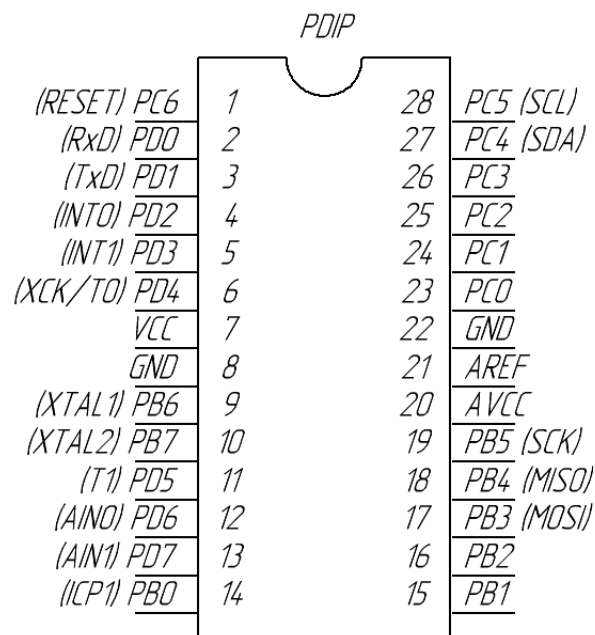 PDIP
(RESET) PC6 1 28 PC5 (SCL)
(RxD) PD0 2 27 PC4 (SDA)
(TxD) PD1 3 26 PC3
(INT0) PD2 4 25 PC2
(INT1) PD3 5 24 PC1
(XCK/T0) PD4 6 23 PC0
VCC 7 22 GND
GND 8 21 AREF
(XTAL1) PB6 9 20 AVCC
(XTAL2) PB7 10 19 PB5 (SCK)
(T1) PD5 11 18 PB4 (MISO)
(AIN0) PD6 12 17 PB3 (MOSI)
(AIN1) PD7 13 16 PB2
(ICP1) PB0 14 15 PB1